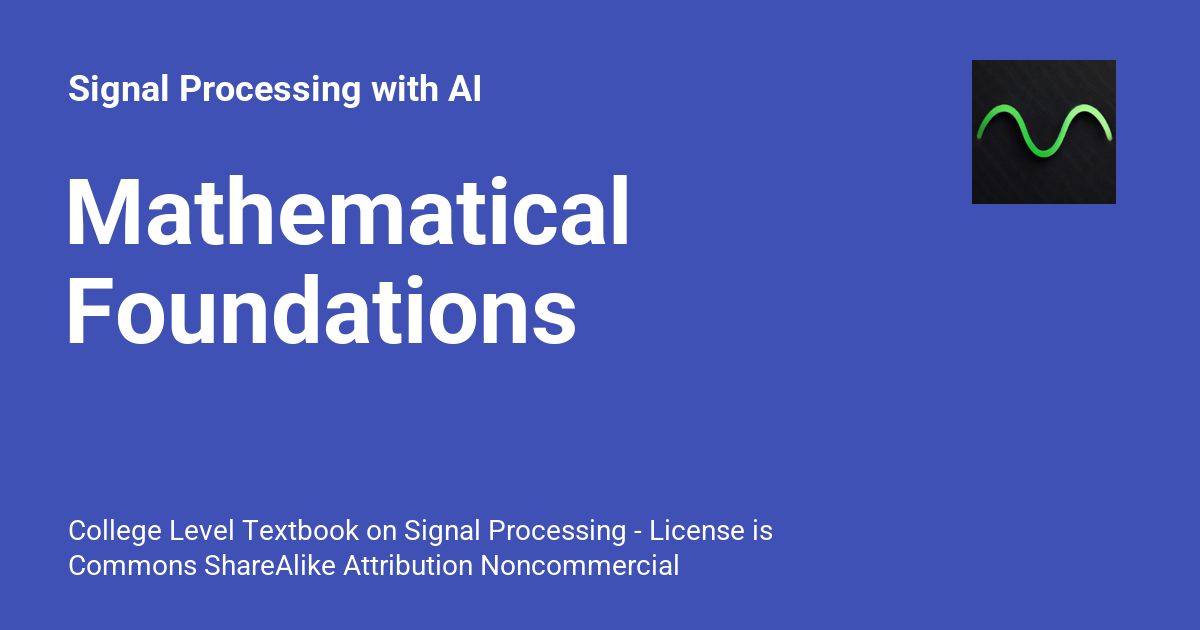 Signal Processing with AI
Mathematical
Foundations
College Level Textbook on Signal Processing - License is
Commons ShareAlike Attribution Noncommercial